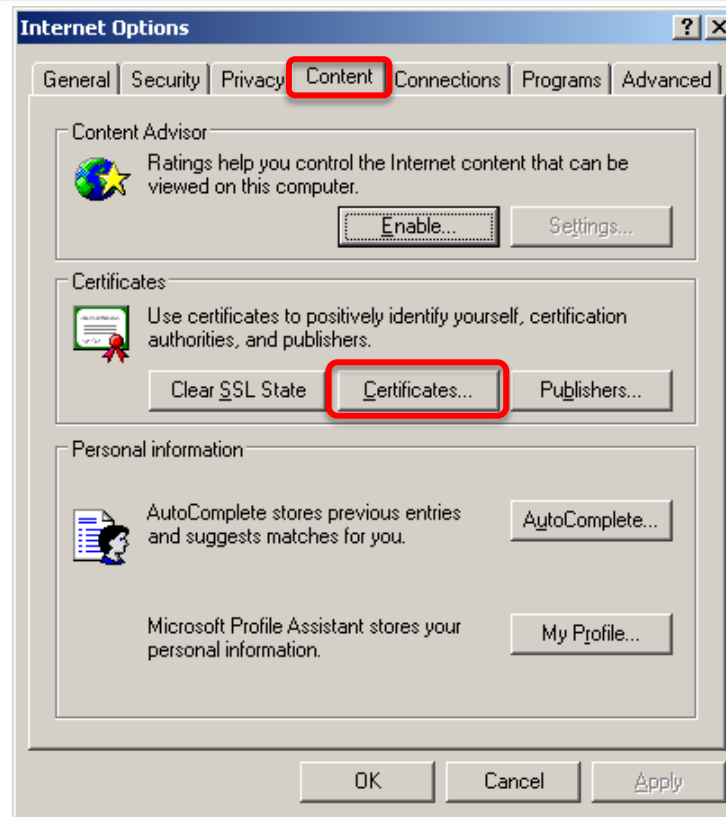 Internet Options
General Security Privacy Content Connections Programs Advanced
Content Advisor
Ratings help you control the Internet content that can be
viewed on this computer.
Enable... Settings...
Certificates
Use certificates to positively identify yourself, certification
authorities, and publishers.
Clear SSL State Certificates... Publishers...
Personal information
AutoComplete stores previous entries
and suggests matches for you.
AutoComplete...
Microsoft Profile Assistant stores your
personal information.
My Profile...
OK Cancel Apply